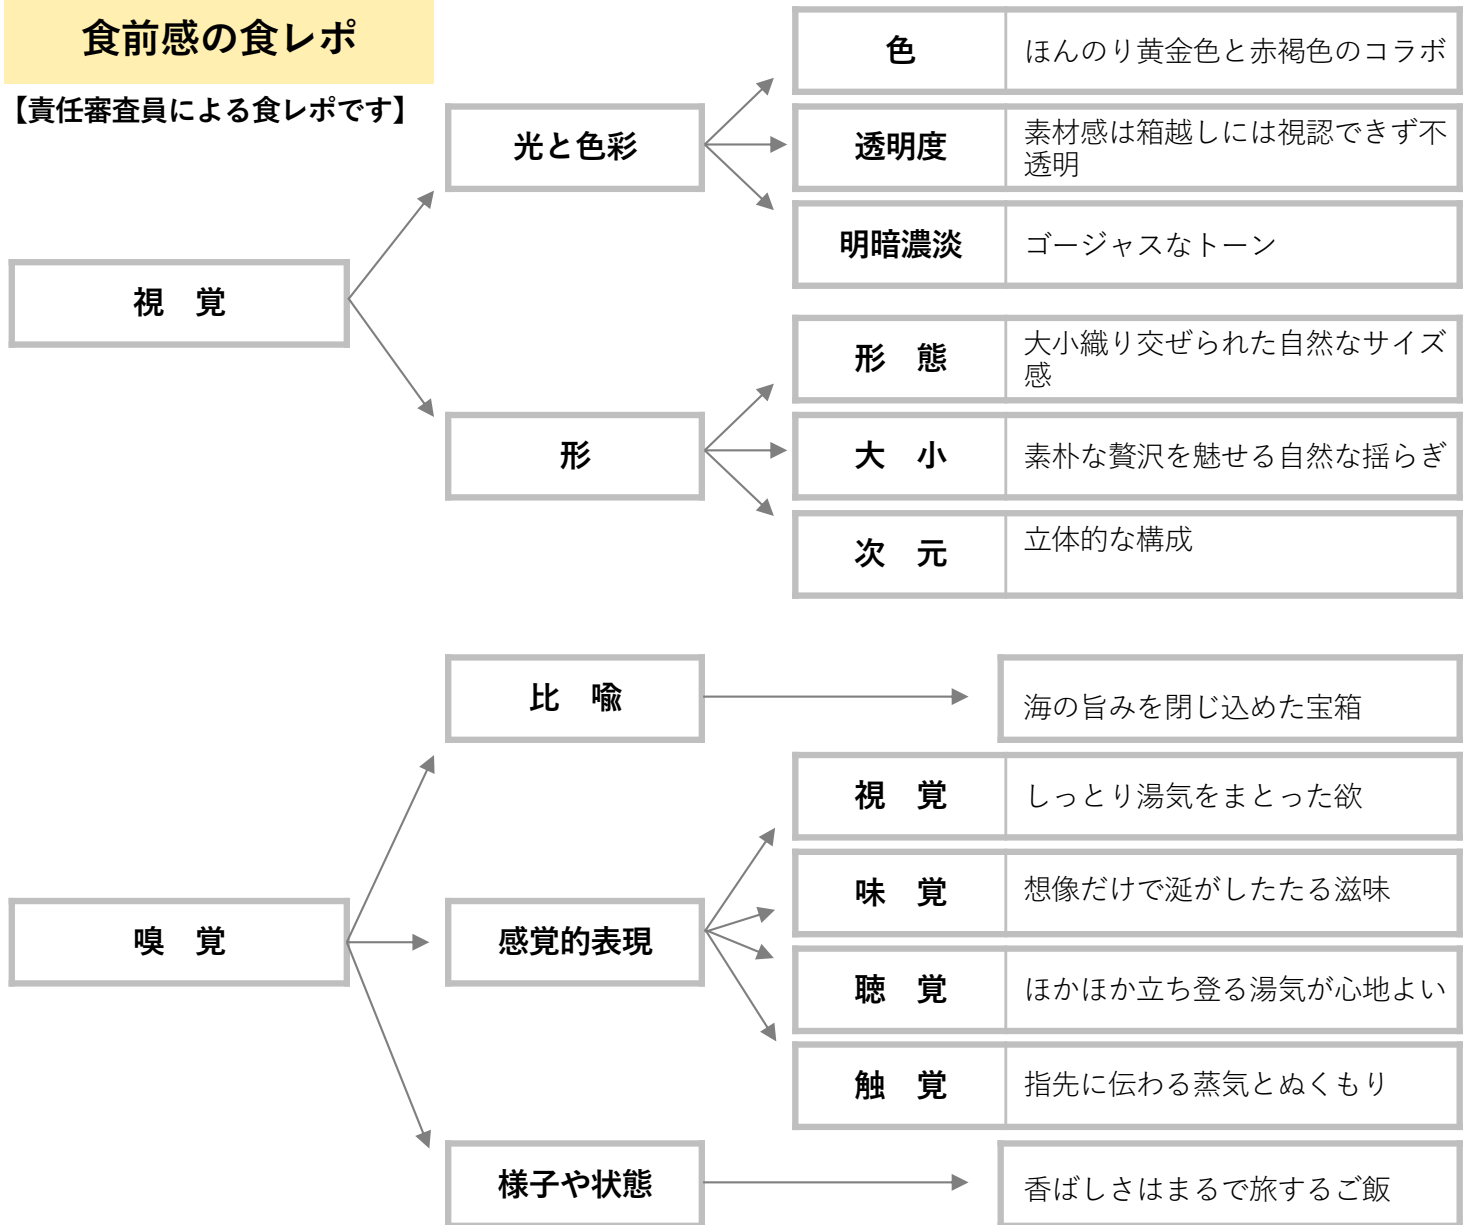 食前感の食レポ
【責任審査員による食レポです】
視　覚
光と色彩
色
ほんのり黄金色と赤褐色のコラボ
透明度
素材感は箱越しには視認できず不
透明
明暗濃淡
ゴージャスなトーン
形
形　態
大小織り交ぜられた自然なサイズ
感
大　小
素朴な贅沢を魅せる自然な揺らぎ
次　元
立体的な構成
嗅　覚
比　喩
海の旨みを閉じ込めた宝箱
感覚的表現
視　覚
しっとり湯気をまとった欲
味　覚
想像だけで涎がしたたる滋味
聴　覚
ほかほか立ち登る湯気が心地よい
触　覚
指先に伝わる蒸気とぬくもり
様子や状態
香ばしさはまるで旅するご飯